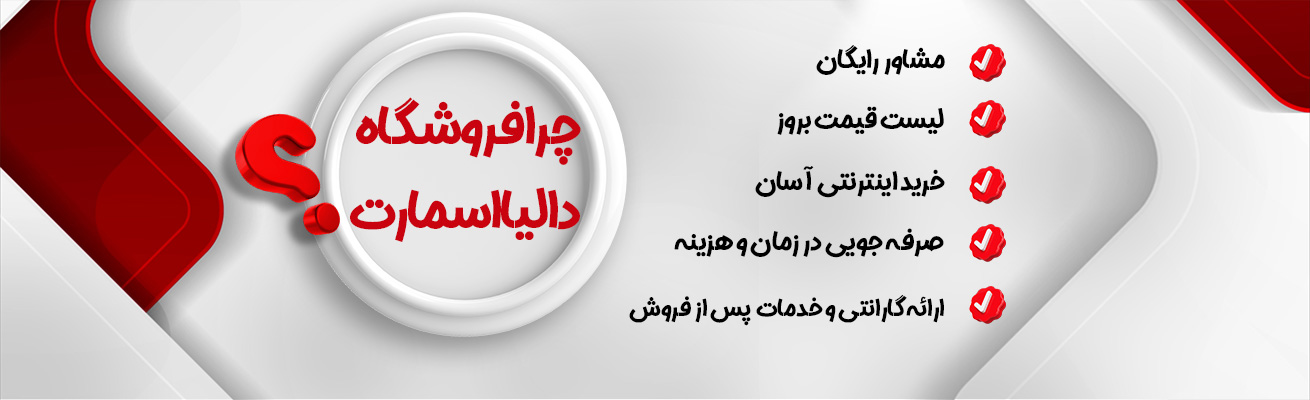 چرا فروشگاه
دالیا اسمارت
؟
مشاور رایگان
لیست قیمت بروز
خرید اینترنتی آسان
صرفه جویی در زمان و هزینه
ارائه گارانتی و خدمات پس از فروش